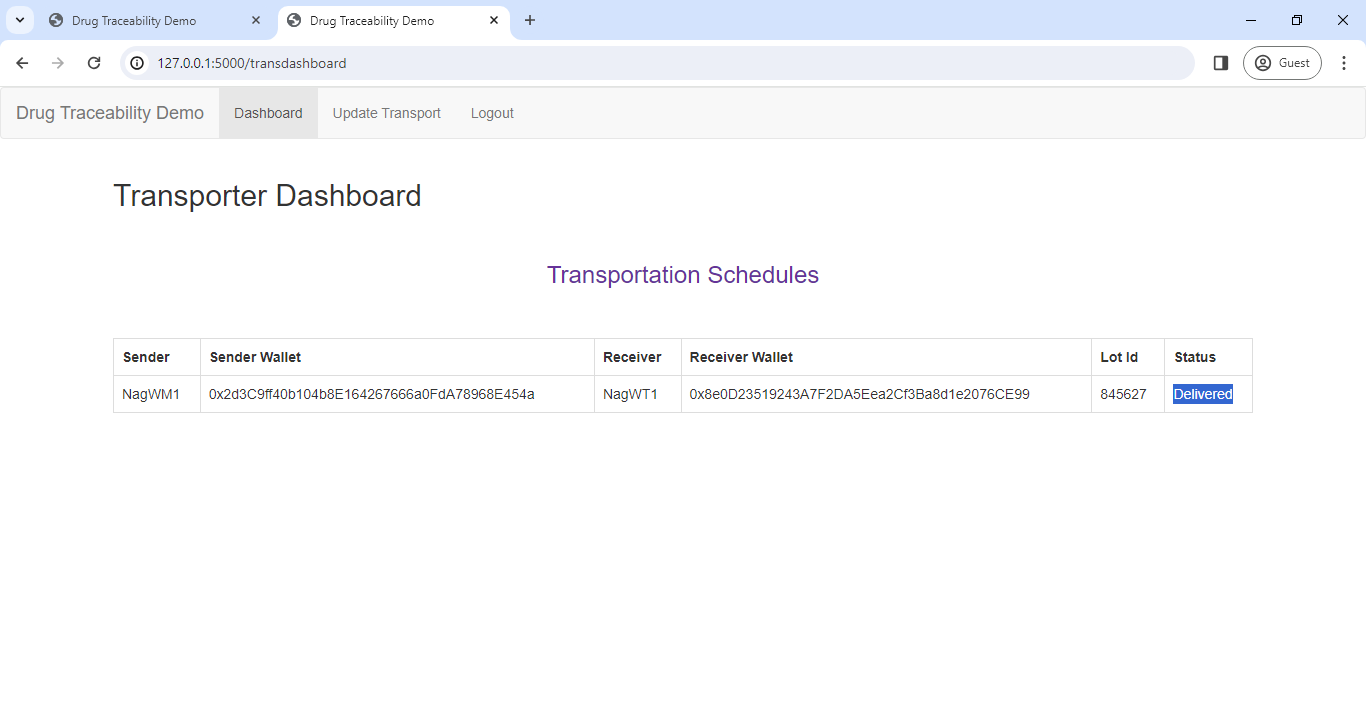 Drug Traceability Demo Drug Traceability Demo
127.0.0.1:5000/transdashboard Guest
Drug Traceability Demo Dashboard Update Transport Logout
Transporter Dashboard
Transportation Schedules
Sender Sender Wallet Receiver Receiver Wallet Lot Id Status
NagWM1 0x2d3C9ff40b104b8E164267666a0FdA78968E454a NagWT1 0x8e0D23519243A7F2DA5Eea2Cf3Ba8d1e2076CE99 845627 Delivered